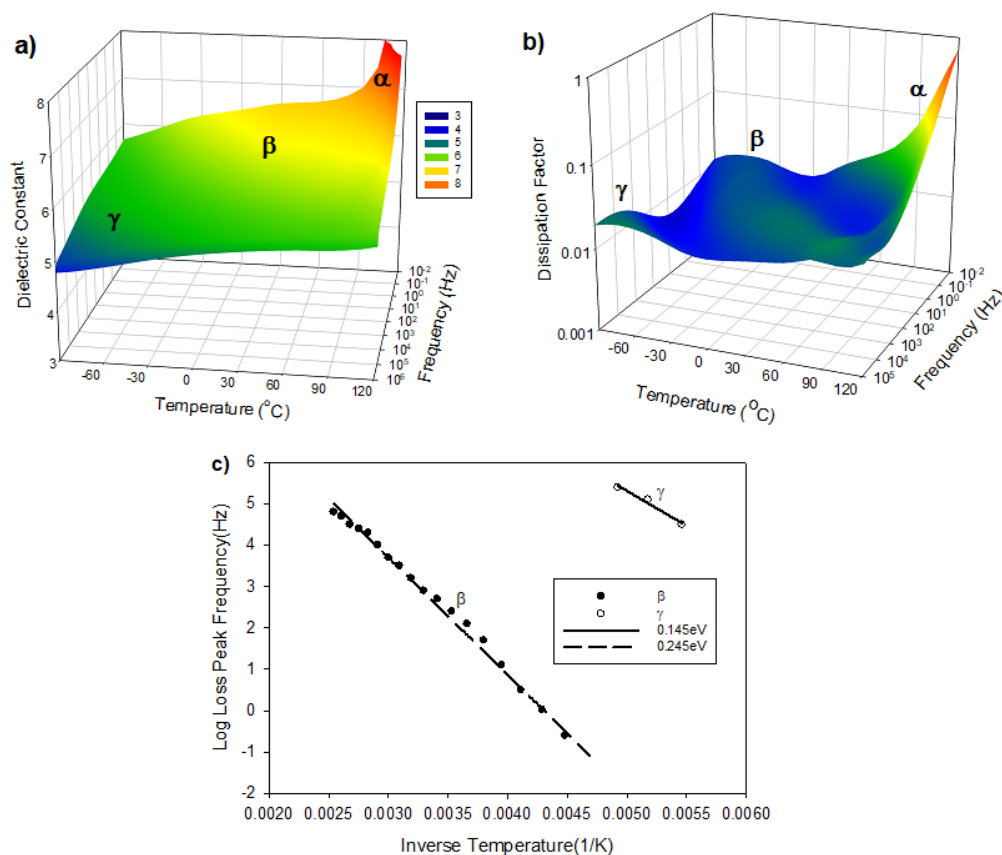 a)
α
β
γ
8
7
6
5
4
3
Dielectric Constant
-60 -30 0 30 60 90 120
Temperature (°C)
10⁻²
10⁻¹
10⁰
10¹
10²
10³
10⁴
10⁵
10⁶
Frequency (Hz)
3
4
5
6
7
8
b)
α
β
γ
1
0.1
0.01
0.001
Dissipation Factor
-60 -30 0 30 60 90 120
Temperature (°C)
10⁻²
10⁻¹
10⁰
10¹
10²
10³
10⁴
10⁵
Frequency (Hz)
c)
6
5
4
3
2
1
0
-1
-2
Log Loss Peak Frequency(Hz)
γ
β
β
γ
0.145eV
0.245eV
0.0020 0.0025 0.0030 0.0035 0.0040 0.0045 0.0050 0.0055 0.0060
Inverse Temperature(1/K)